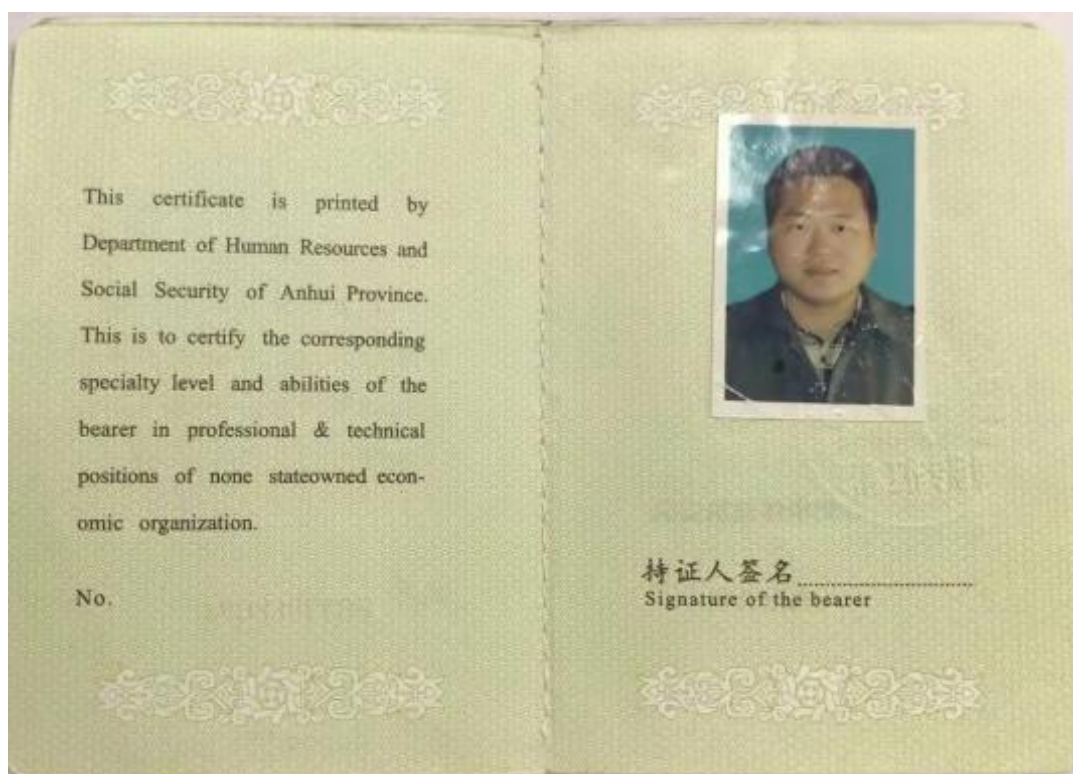 This certificate is printed by
Department of Human Resources and
Social Security of Anhui Province.
This is to certify the corresponding
specialty level and abilities of the
bearer in professional & technical
positions of none stateowned econ-
omic organization.
No.
持证人签名
Signature of the bearer